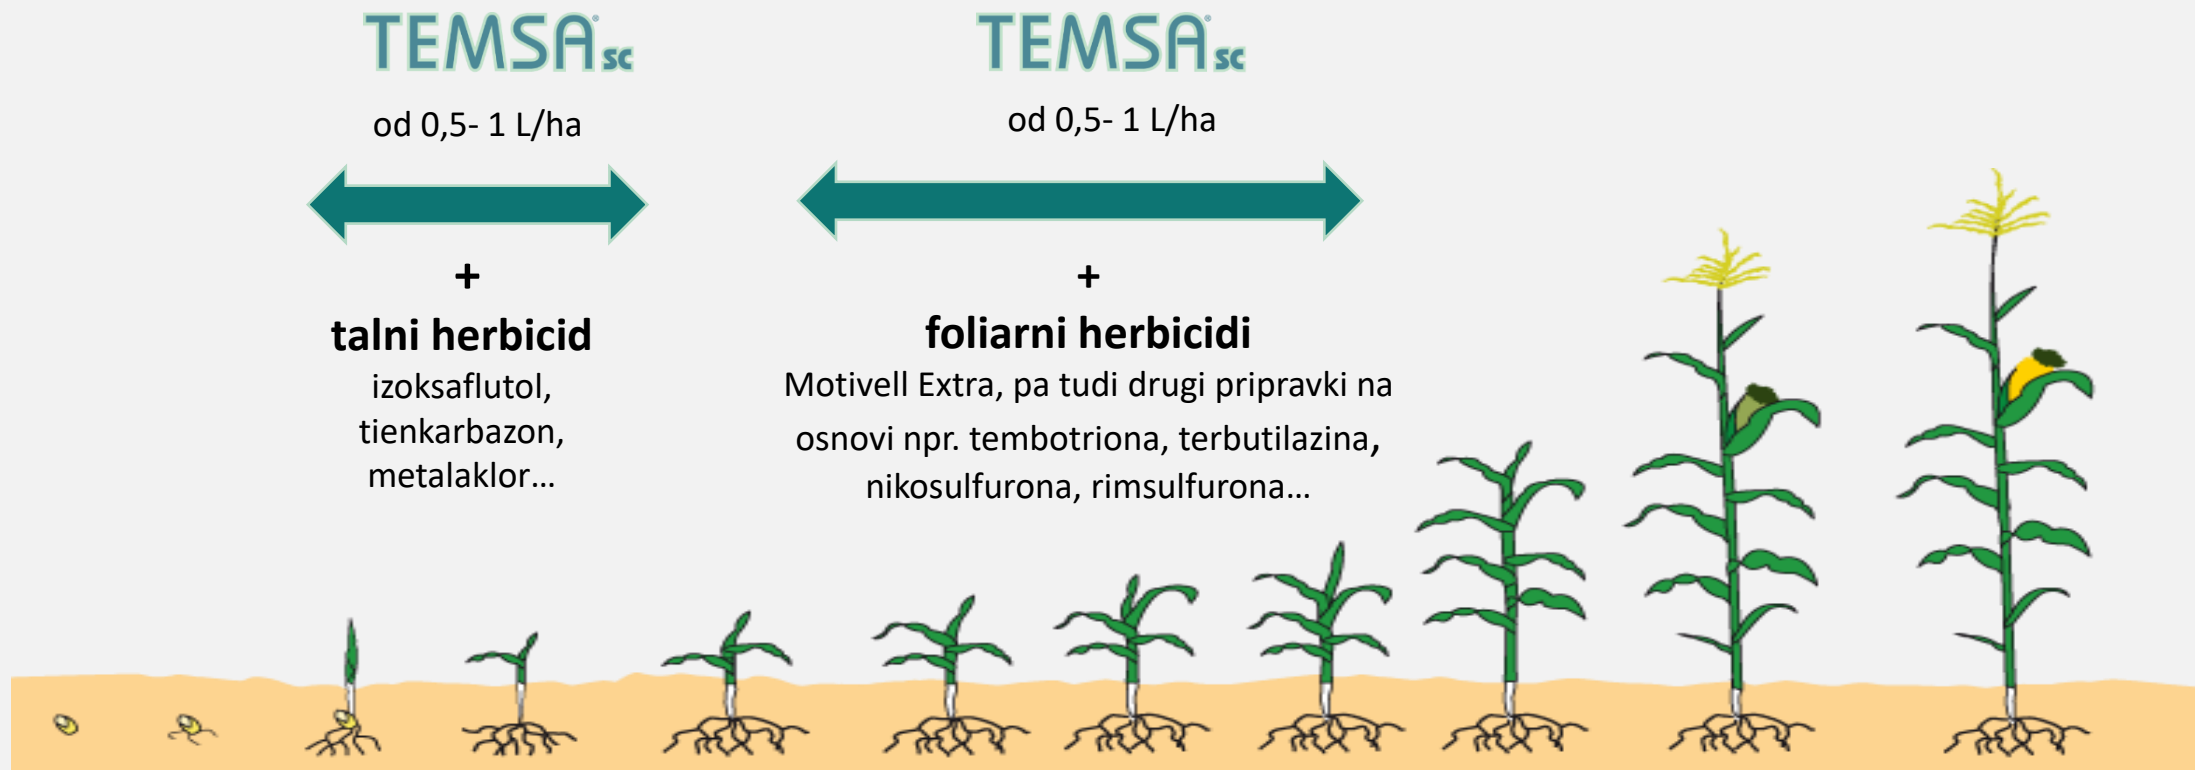 TEMSA® SC
od 0,5- 1 L/ha
+
talni herbicid
izoksaflutol,
tienkarbazon,
metalaklor…
TEMSA® SC
od 0,5- 1 L/ha
+
foliarni herbicidi
Motivell Extra, pa tudi drugi pripravki na
osnovi npr. tembotriona, terbutilazina,
nikosulfurona, rimsulfurona…